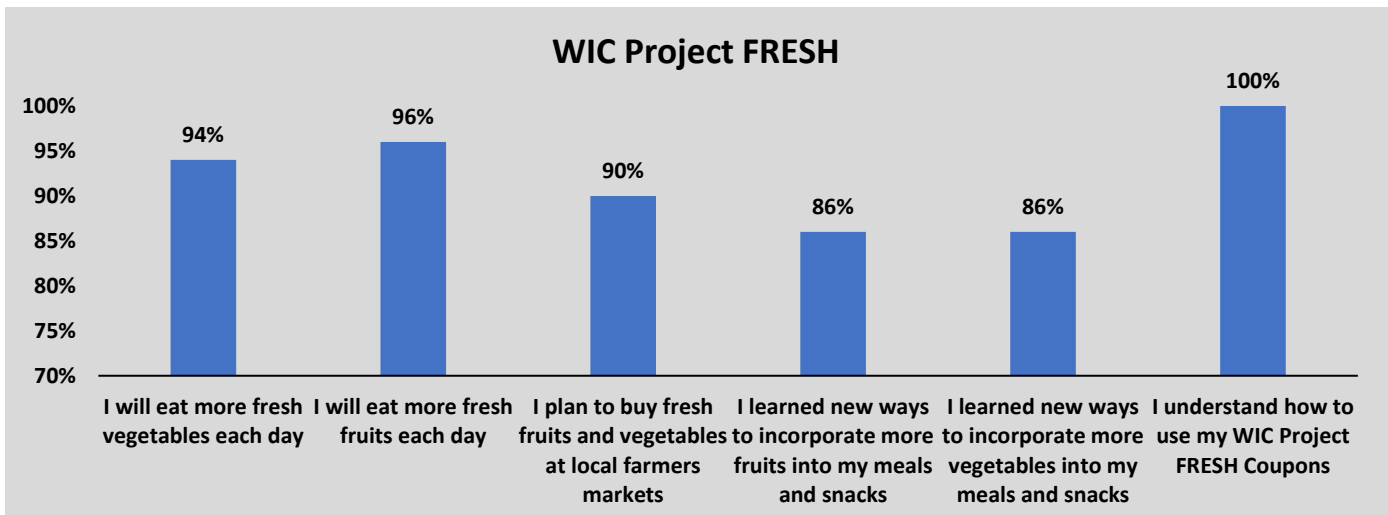 WIC Project FRESH
100%
95%
90%
85%
80%
75%
70%
94%
96%
90%
86%
86%
100%
I will eat more fresh
vegetables each day
I will eat more fresh
fruits each day
I plan to buy fresh
fruits and vegetables
at local farmers
markets
I learned new ways
to incorporate more
fruits into my meals
and snacks
I learned new ways
to incorporate more
vegetables into my
meals and snacks
I understand how to
use my WIC Project
FRESH Coupons